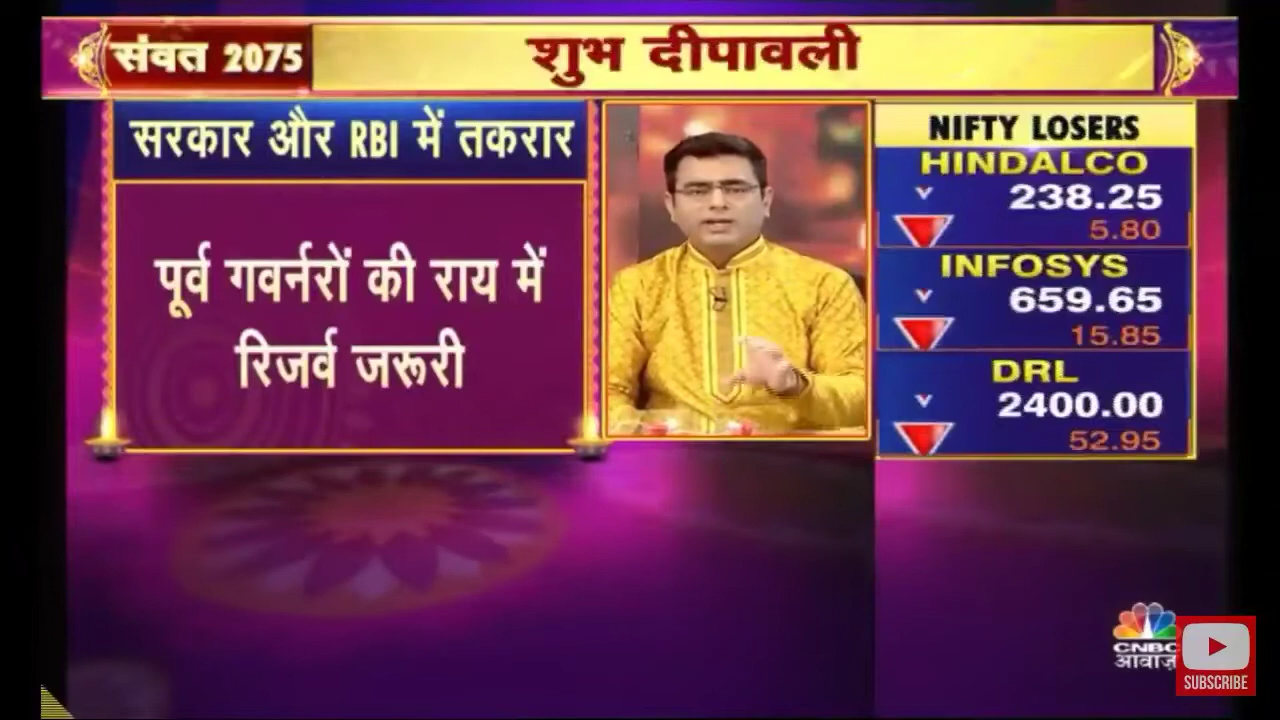 संवत 2075
शुभ दीपावली
सरकार और RBI में तकरार
पूर्व गवर्नरों की राय में
रिजर्व जरूरी
NIFTY LOSERS
HINDALCO
238.25
5.80
INFOSYS
659.65
15.85
DRL
2400.00
52.95
CNBC
आवाज़
SUBSCRIBE